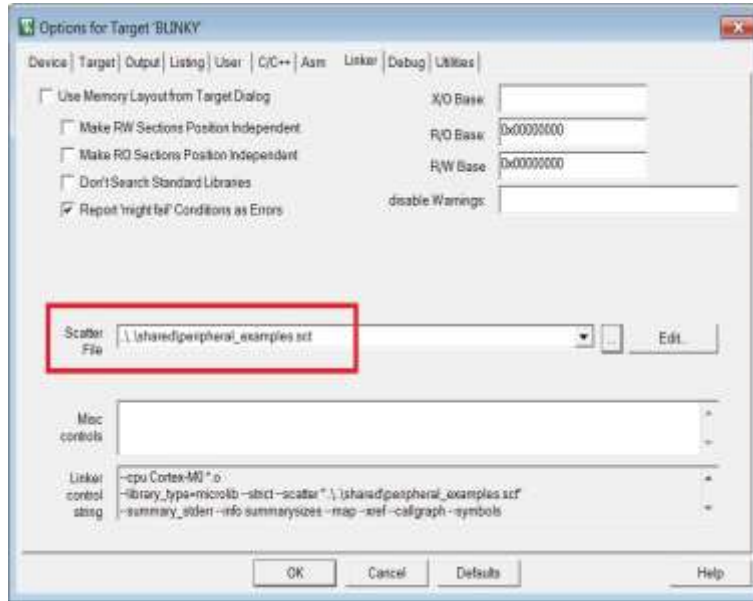 Options for Target 'BLINKY'
Device Target Output Listing User C/C++ Asm Linker Debug Utilities
Use Memory Layout from Target Dialog
X/O Base:
Make RW Sections Position Independent
R/O Base: 0x00000000
Make RO Sections Position Independent
R/W Base 0x00000000
Don't Search Standard Libraries
disable Warnings:
Report 'might fail' Conditions as Errors
Scatter File
.\..\shared\peripheral_examples.sct
... Edit...
Misc controls
Linker control string
--cpu Cortex-M0 *.o
--library_type=microlib --strict --scatter ".\..\shared\peripheral_examples.sct"
--summary_stderr --info summarysizes --map --xref --callgraph --symbols
OK Cancel Defaults Help